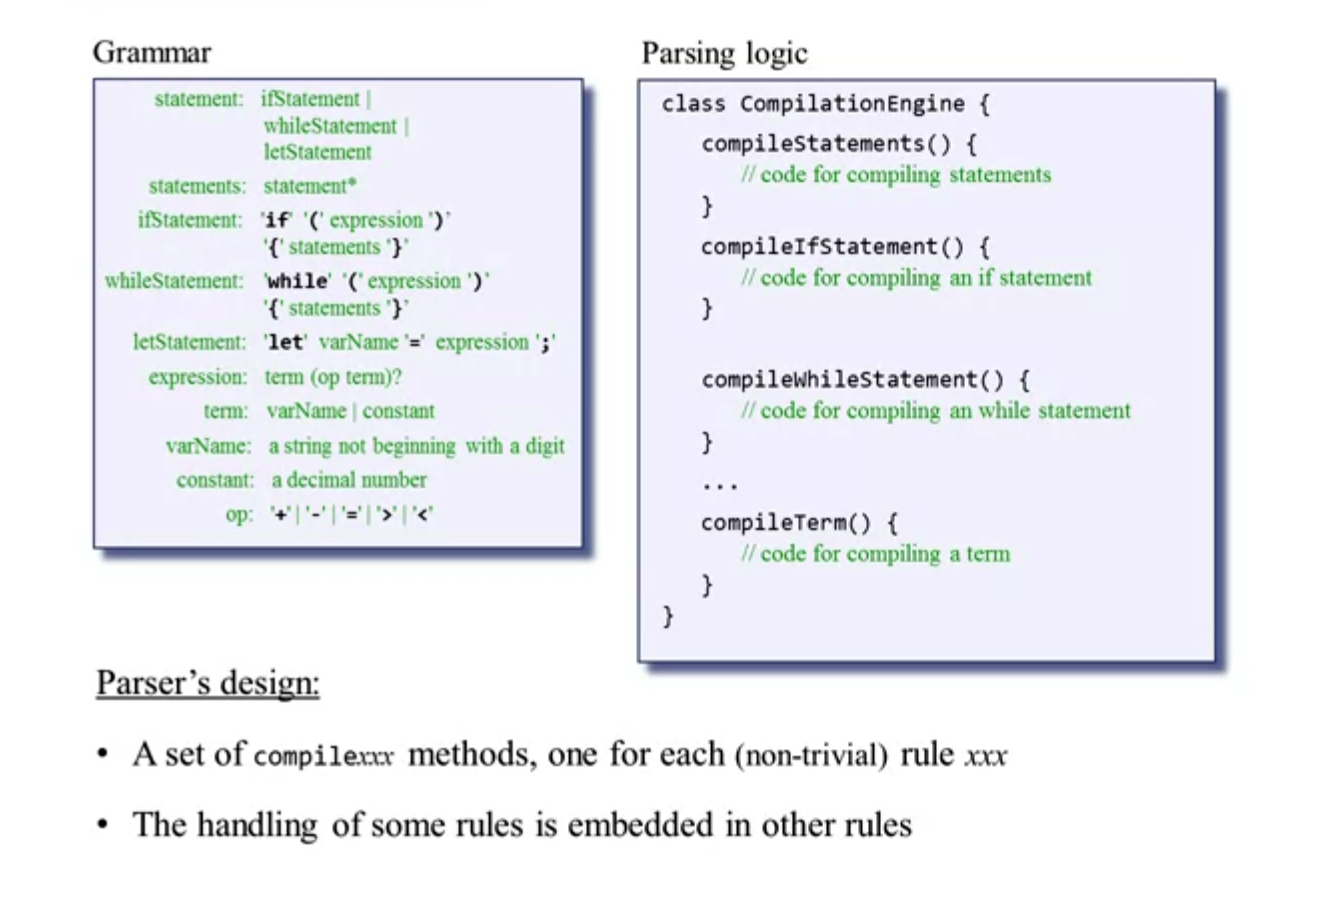 Grammar
statement: ifStatement |
whileStatement |
letStatement
statements: statement*
ifStatement: 'if' '(' expression ')'
'{' statements '}'
whileStatement: 'while' '(' expression ')'
'{' statements '}'
letStatement: 'let' varName '=' expression ';'
expression: term (op term)?
term: varName | constant
varName: a string not beginning with a digit
constant: a decimal number
op: '+' | '-' | '=' | '>' | '<'
Parsing logic
class CompilationEngine {
compileStatements() {
// code for compiling statements
}
compileIfStatement() {
// code for compiling an if statement
}
compileWhileStatement() {
// code for compiling an while statement
}
...
compileTerm() {
// code for compiling a term
}
}
Parser's design:
• A set of compilexxx methods, one for each (non-trivial) rule xxx
• The handling of some rules is embedded in other rules